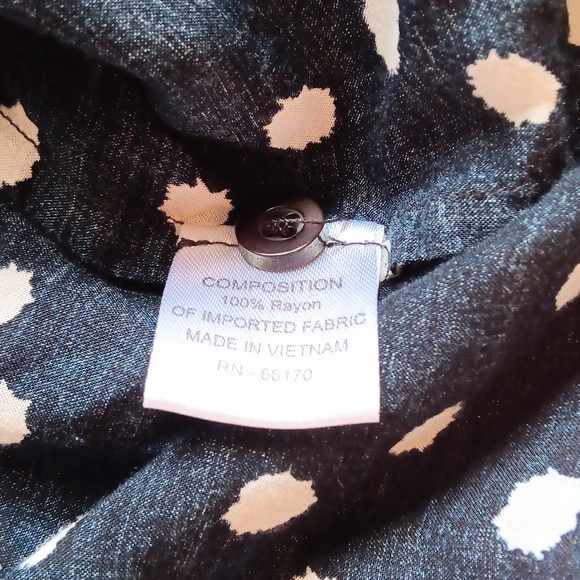 COMPOSITION
100% Rayon
OF IMPORTED FABRIC
MADE IN VIETNAM
RN - 66170